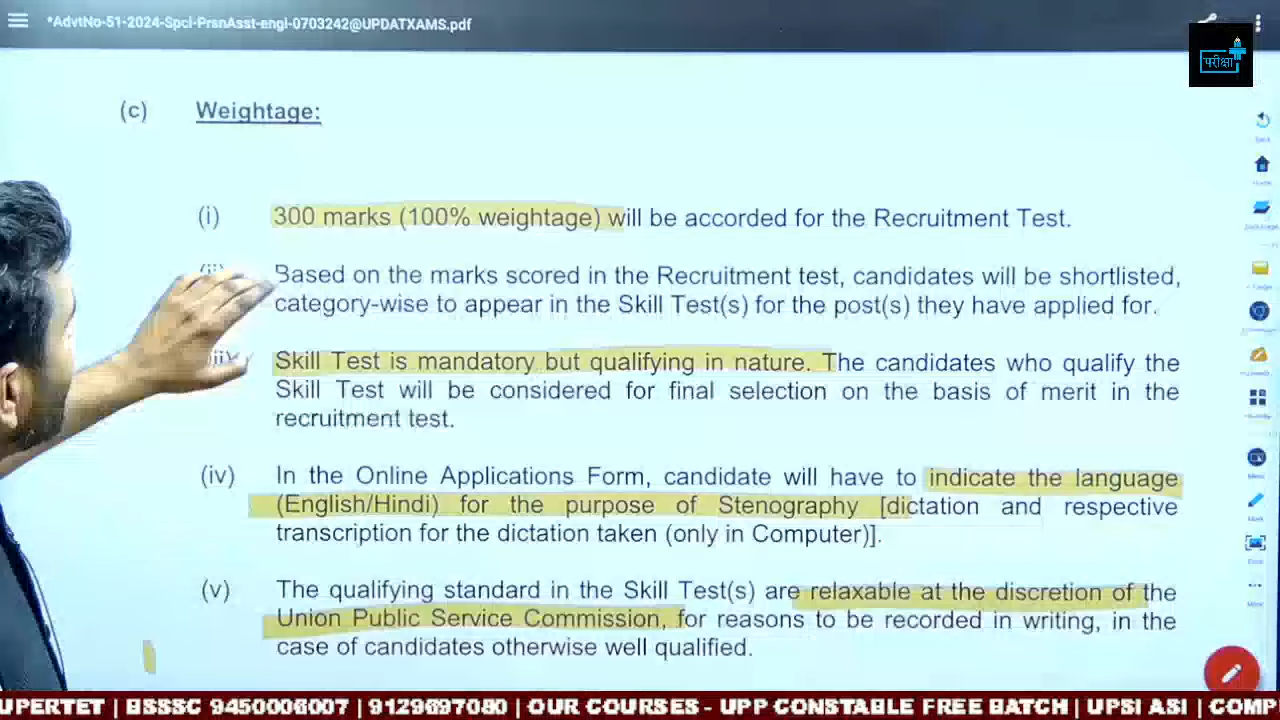 *AdvtNo-51-2024-Spcl-PrsnAsst-engl-0703242@UPDATXAMS.pdf
परीक्षा
(c) Weightage:
(i) 300 marks (100% weightage) will be accorded for the Recruitment Test.
(ii) Based on the marks scored in the Recruitment test, candidates will be shortlisted,
category-wise to appear in the Skill Test(s) for the post(s) they have applied for.
Skill Test is mandatory but qualifying in nature. The candidates who qualify the
Skill Test will be considered for final selection on the basis of merit in the
recruitment test.
(iv) In the Online Applications Form, candidate will have to indicate the language
(English/Hindi) for the purpose of Stenography [dictation and respective
transcription for the dictation taken (only in Computer)].
(v) The qualifying standard in the Skill Test(s) are relaxable at the discretion of the
Union Public Service Commission, for reasons to be recorded in writing, in the
case of candidates otherwise well qualified.
UPERTET | BSSSC 9450006007 | 9129697080 | OUR COURSES - UPP CONSTABLE FREE BATCH | UPSI ASI | COMP